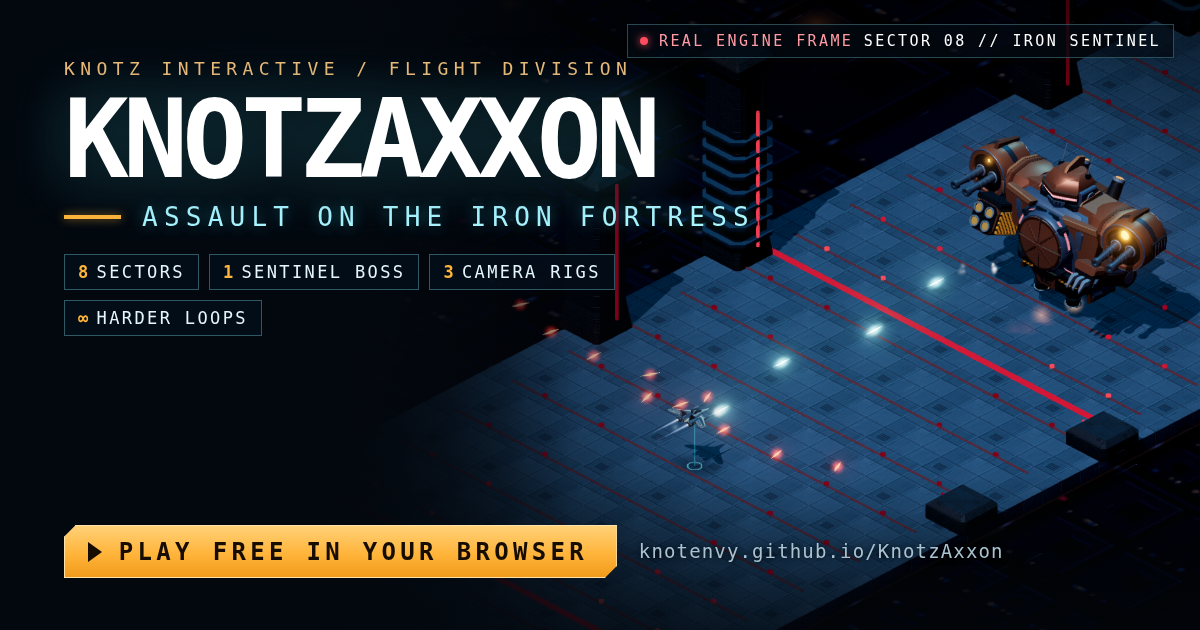 REAL ENGINE FRAME SECTOR 08 // IRON SENTINEL
KNOTZ INTERACTIVE / FLIGHT DIVISION
KNOTZAXXON
ASSAULT ON THE IRON FORTRESS
8 SECTORS
1 SENTINEL BOSS
3 CAMERA RIGS
∞ HARDER LOOPS
PLAY FREE IN YOUR BROWSER
knotenvy.github.io/KnotzAxxon